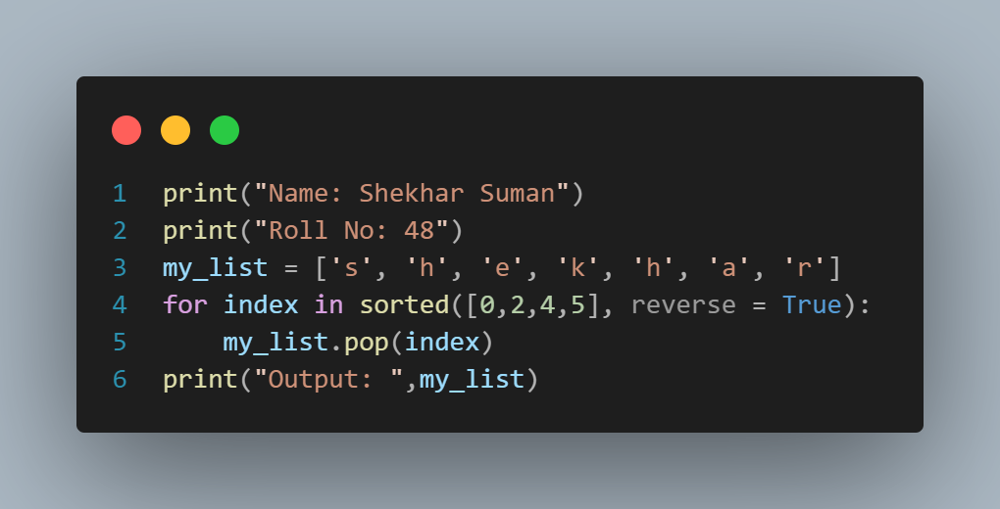 1 print("Name: Shekhar Suman")
2 print("Roll No: 48")
3 my_list = ['s', 'h', 'e', 'k', 'h', 'a', 'r']
4 for index in sorted([0,2,4,5], reverse = True):
5     my_list.pop(index)
6 print("Output: ",my_list)